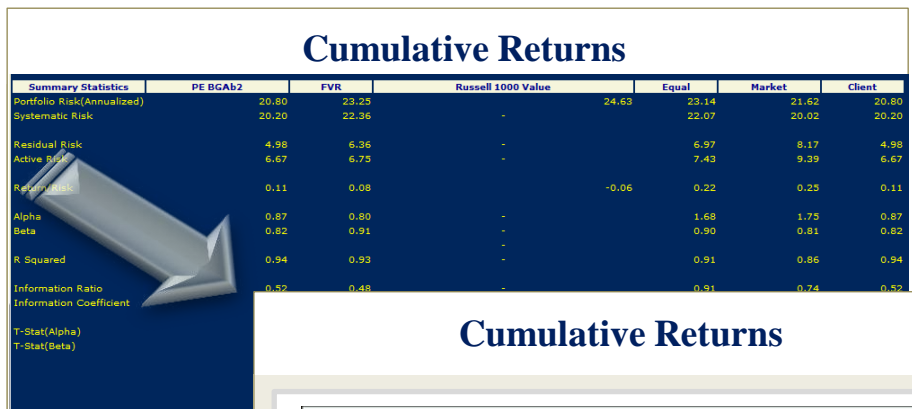 Cumulative Returns
Summary Statistics PE BGAb2 FVR Russell 1000 Value Equal Market Client
Portfolio Risk(Annualized) 20.80 23.25 24.63 23.14 21.62 20.80
Systematic Risk 20.20 22.36 - 22.07 20.02 20.20
Residual Risk 4.98 6.36 - 6.97 8.17 4.98
Active Risk 6.67 6.75 - 7.43 9.39 6.67
Return/Risk 0.11 0.08 -0.06 0.22 0.25 0.11
Alpha 0.87 0.80 - 1.68 1.75 0.87
Beta 0.82 0.91 - 0.90 0.81 0.82
-
R Squared 0.94 0.93 - 0.91 0.86 0.94
Information Ratio 0.52 0.48 - 0.91 0.74 0.52
Information Coefficient
T-Stat(Alpha)
T-Stat(Beta)
Cumulative Returns